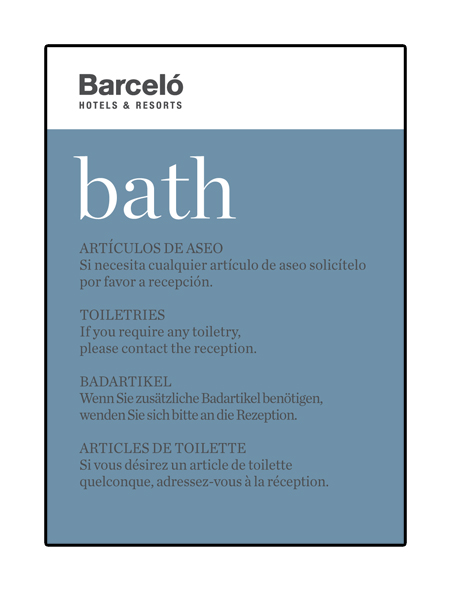 Barceló
HOTELS & RESORTS
bath
ARTÍCULOS DE ASEO
Si necesita cualquier artículo de aseo solicítelo
por favor a recepción.
TOILETRIES
If you require any toiletry,
please contact the reception.
BADARTIKEL
Wenn Sie zusätzliche Badartikel benötigen,
wenden Sie sich bitte an die Rezeption.
ARTICLES DE TOILETTE
Si vous désirez un article de toilette
quelconque, adressez-vous à la réception.